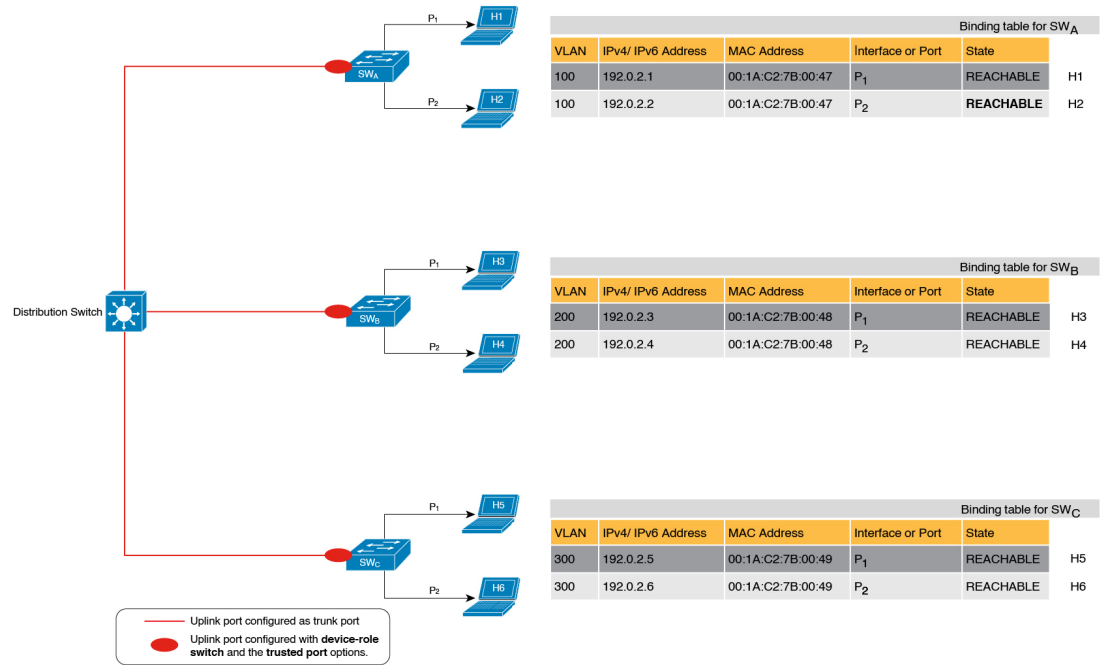 P1
H1
SWA
P2
H2
Binding table for SWA
VLAN IPv4/ IPv6 Address MAC Address Interface or Port State
100 192.0.2.1 00:1A:C2:7B:00:47 P1 REACHABLE H1
100 192.0.2.2 00:1A:C2:7B:00:47 P2 REACHABLE H2
Distribution Switch
P1
H3
SWB
P2
H4
Binding table for SWB
VLAN IPv4/ IPv6 Address MAC Address Interface or Port State
200 192.0.2.3 00:1A:C2:7B:00:48 P1 REACHABLE H3
200 192.0.2.4 00:1A:C2:7B:00:48 P2 REACHABLE H4
P1
H5
SWC
P2
H6
Binding table for SWC
VLAN IPv4/ IPv6 Address MAC Address Interface or Port State
300 192.0.2.5 00:1A:C2:7B:00:49 P1 REACHABLE H5
300 192.0.2.6 00:1A:C2:7B:00:49 P2 REACHABLE H6
Uplink port configured as trunk port
Uplink port configured with device-role
switch and the trusted port options.